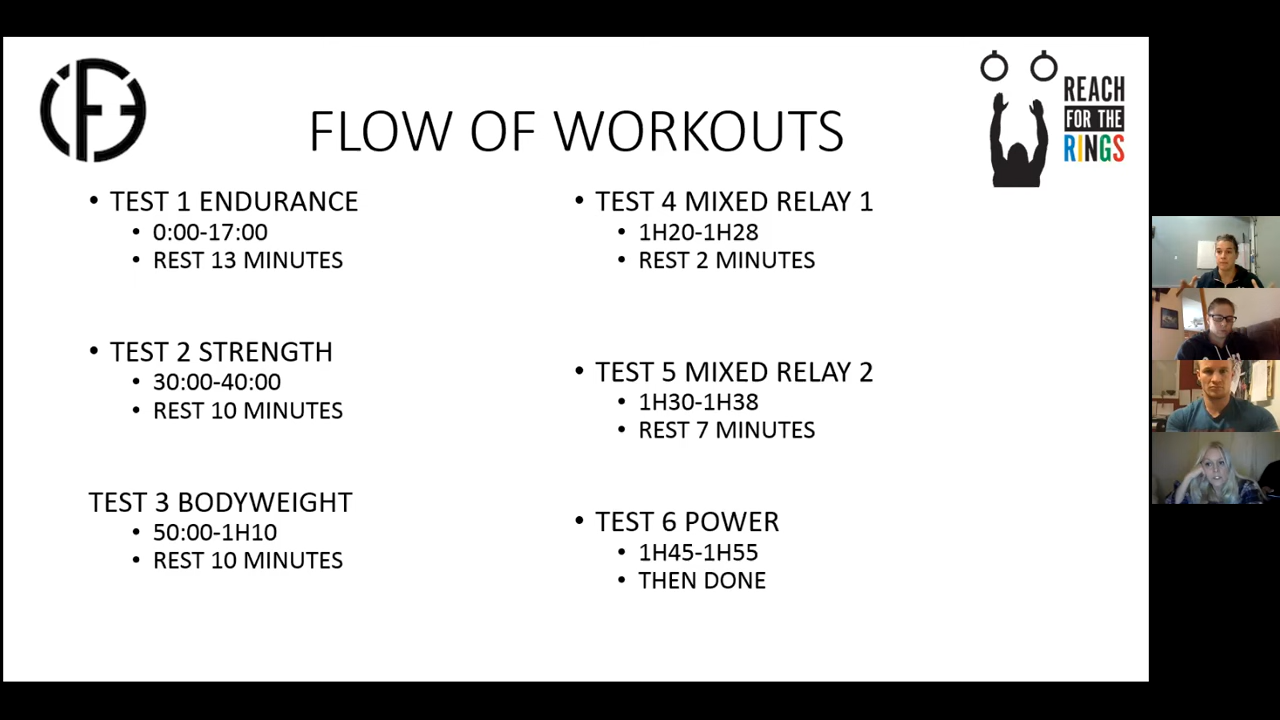 FLOW OF WORKOUTS
REACH
FOR THE
RINGS
• TEST 1 ENDURANCE
• 0:00-17:00
• REST 13 MINUTES
• TEST 2 STRENGTH
• 30:00-40:00
• REST 10 MINUTES
TEST 3 BODYWEIGHT
• 50:00-1H10
• REST 10 MINUTES
• TEST 4 MIXED RELAY 1
• 1H20-1H28
• REST 2 MINUTES
• TEST 5 MIXED RELAY 2
• 1H30-1H38
• REST 7 MINUTES
• TEST 6 POWER
• 1H45-1H55
• THEN DONE